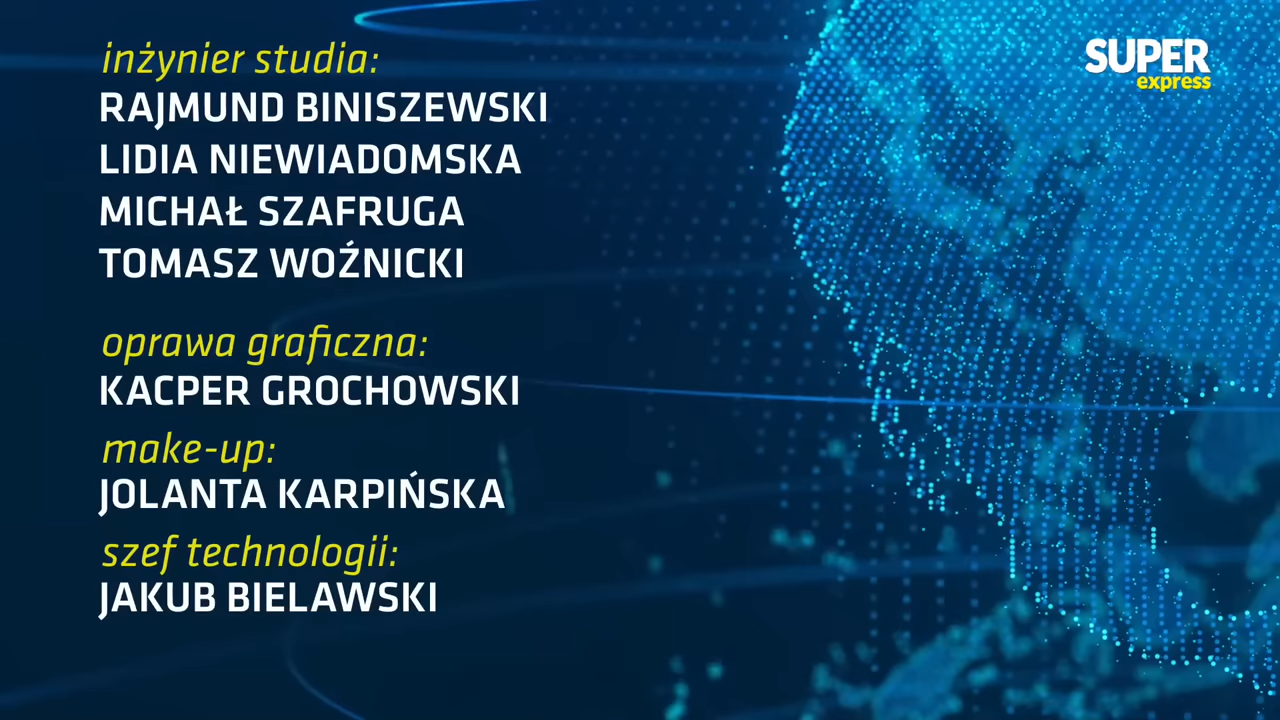 inżynier studia:
RAJMUND BINISZEWSKI
LIDIA NIEWIADOMSKA
MICHAŁ SZAFRUGA
TOMASZ WOŹNICKI
oprawa graficzna:
KACPER GROCHOWSKI
make-up:
JOLANTA KARPIŃSKA
szef technologii:
JAKUB BIELAWSKI
SUPER
express